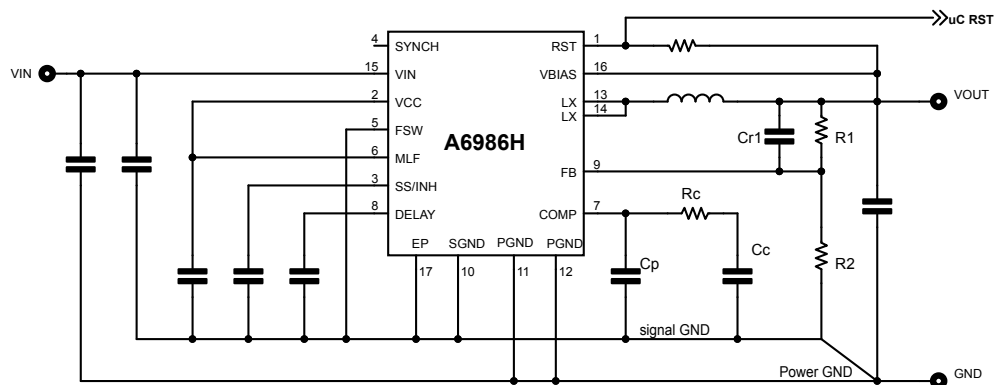 uC RST
4
SYNCH
RST
1
VIN
15
VIN
VBIAS
16
2
VCC
LX
13
VOUT
LX
14
5
FSW
A6986H
Cr1
R1
6
MLF
FB
9
3
SS/INH
Rc
8
DELAY
COMP
7
EP
SGND
PGND
PGND
Cp
Cc
R2
17
10
11
12
signal GND
Power GND
GND